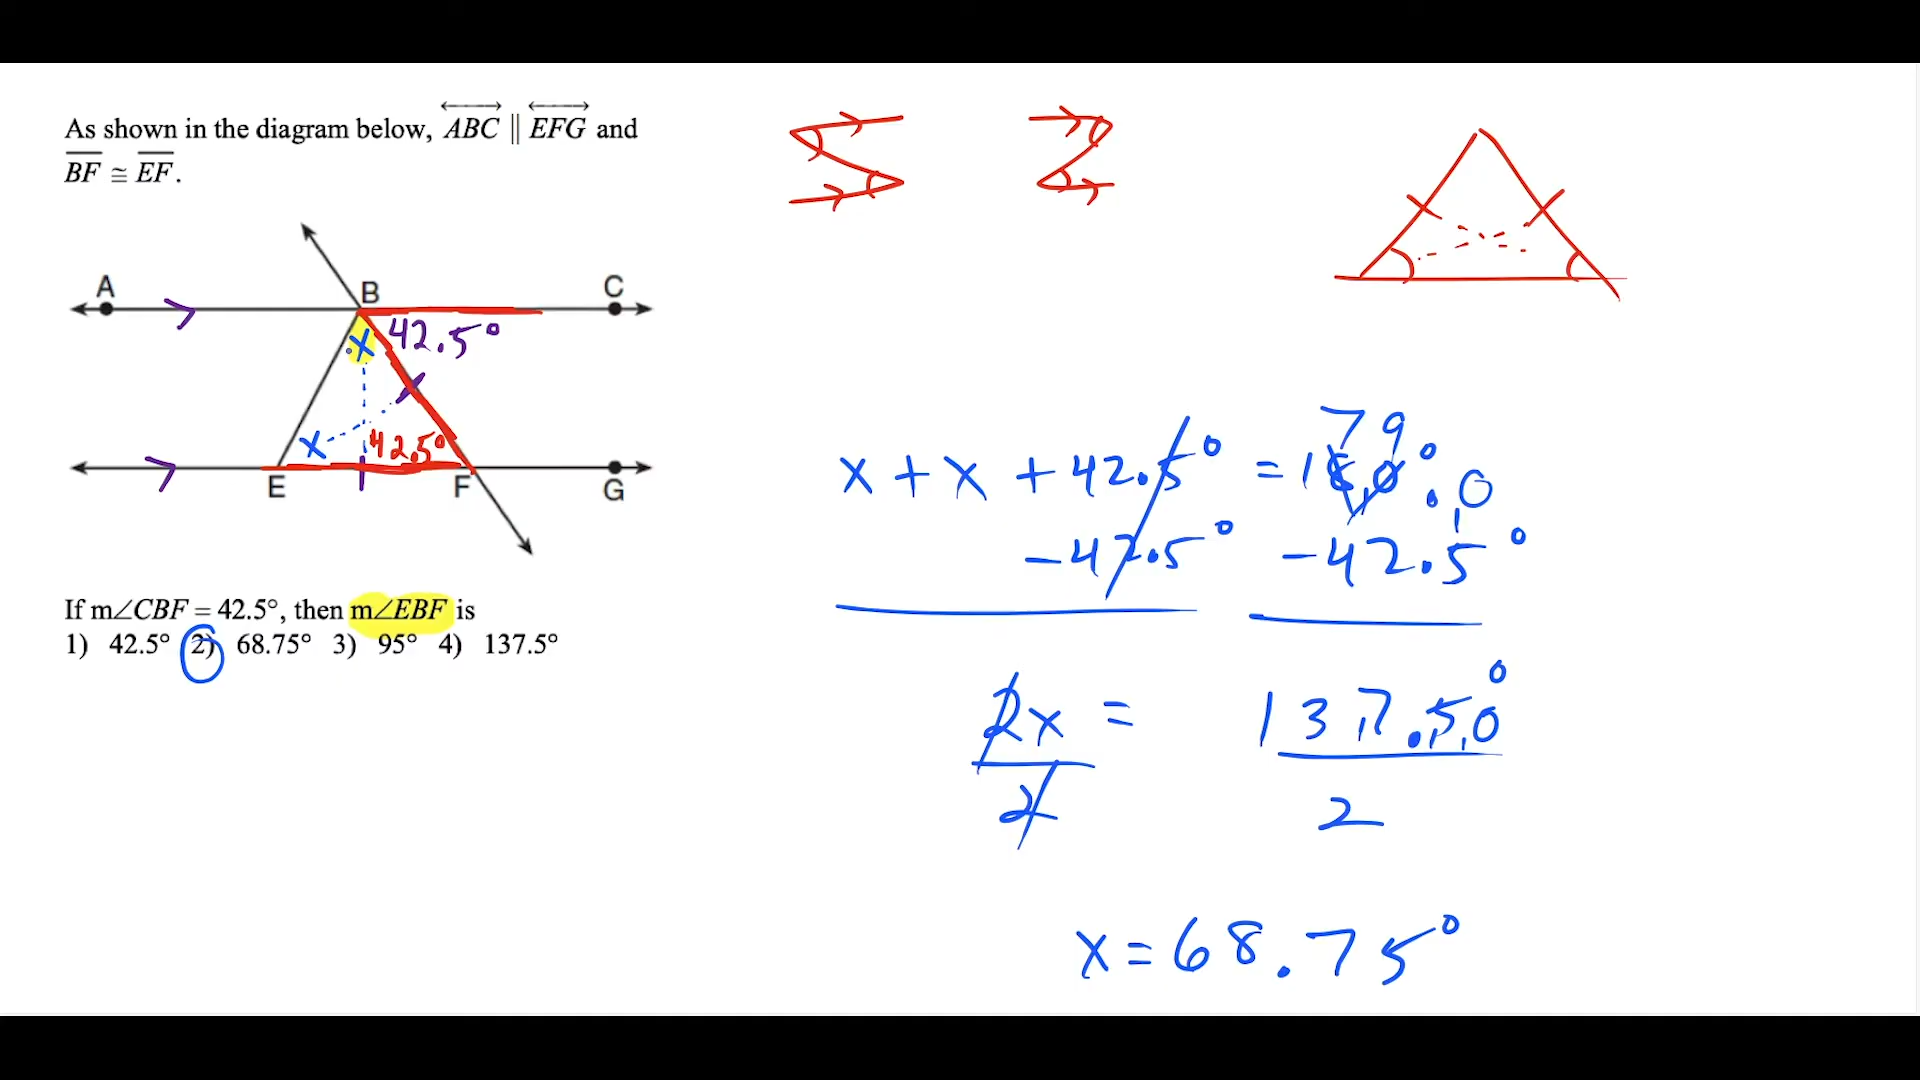 As shown in the diagram below, ABC || EFG and
BF ≅ EF.
A
B
C
x
42.5°
x
42.5°
E
F
G
If m∠CBF = 42.5°, then m∠EBF is
1) 42.5° 2) 68.75° 3) 95° 4) 137.5°
79
x + x + 42.5° = 180°.0
-42.5° -42.5°
2x = 137.50°
2 2
x = 68.75°